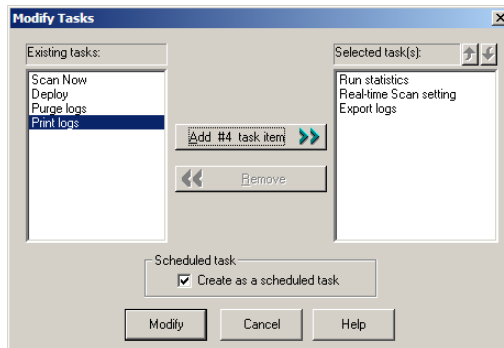 Modify Tasks
Existing tasks:
Selected task(s):
Scan Now
Deploy
Purge logs
Print logs
Add #4 task item
Remove
Run statistics
Real-time Scan setting
Export logs
Scheduled task
Create as a scheduled task
Modify
Cancel
Help